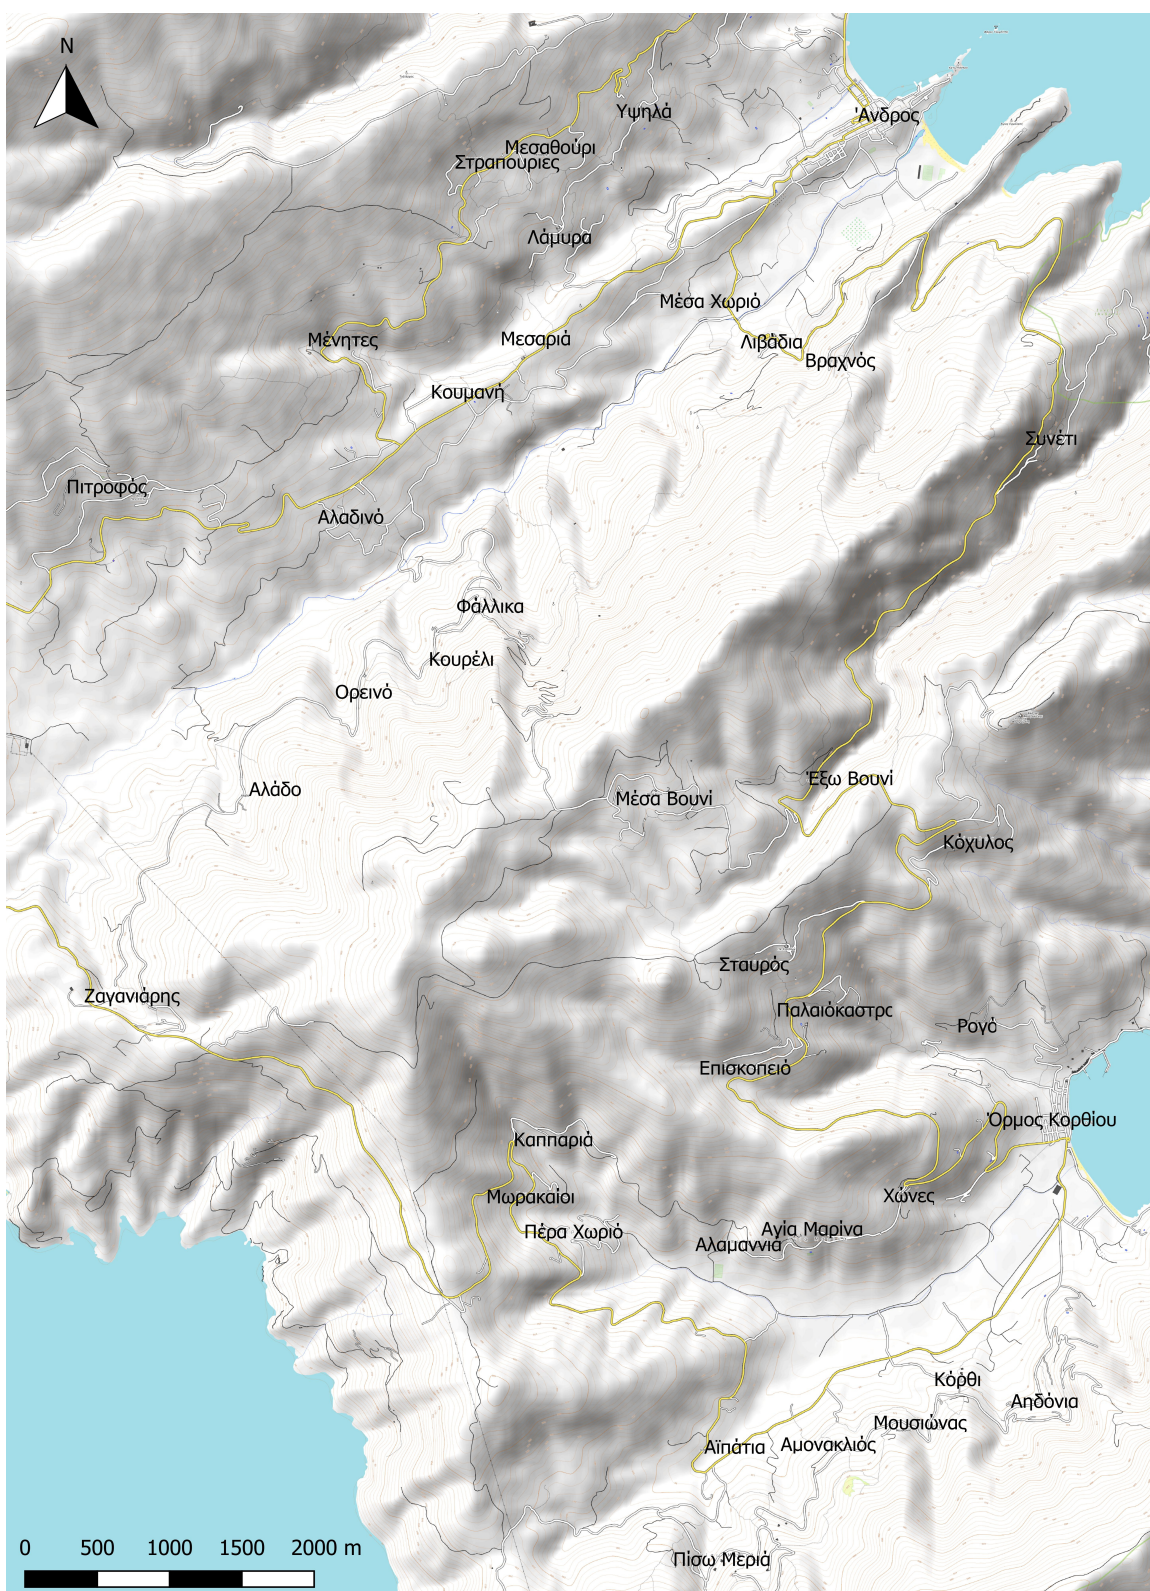 N
Υψηλά
Άνδρος
Μεσαθούρι
Στραπουριες
Λάμυρα
Μέσα Χωριό
Μένητες
Μεσαριά
Λιβάδια
Βραχνός
Κουμανή
Συνέτι
Πιτροφός
Αλαδινό
Φάλλικα
Κουρέλι
Ορεινό
Έξω Βουνί
Αλάδο
Μέσα Βουνί
Κόχυλος
Σταυρός
Ζαγανιάρης
Παλαιόκαστρο
Ρογό
Επισκοπειό
Όρμος Κορθίου
Καππαριά
Μωρακαίοι
Χώνες
Πέρα Χωριό
Αγία Μαρίνα
Αλαμαννια
Κόρθι
Αηδόνια
Μουσιώνας
Αϊπάτια
Αμονακλιός
Πίσω Μεριά
0 500 1000 1500 2000 m